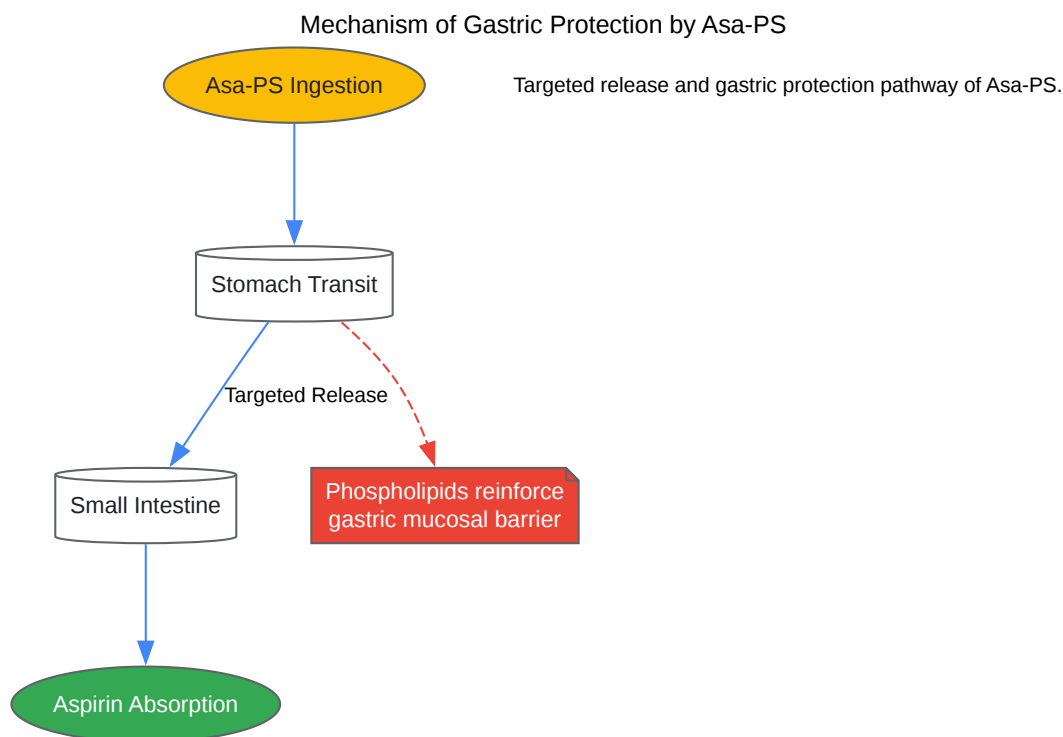 Mechanism of Gastric Protection by Asa-PS
Asa-PS Ingestion
Targeted release and gastric protection pathway of Asa-PS.
Stomach Transit
Targeted Release
Small Intestine
Phospholipids reinforce
gastric mucosal barrier
Aspirin Absorption